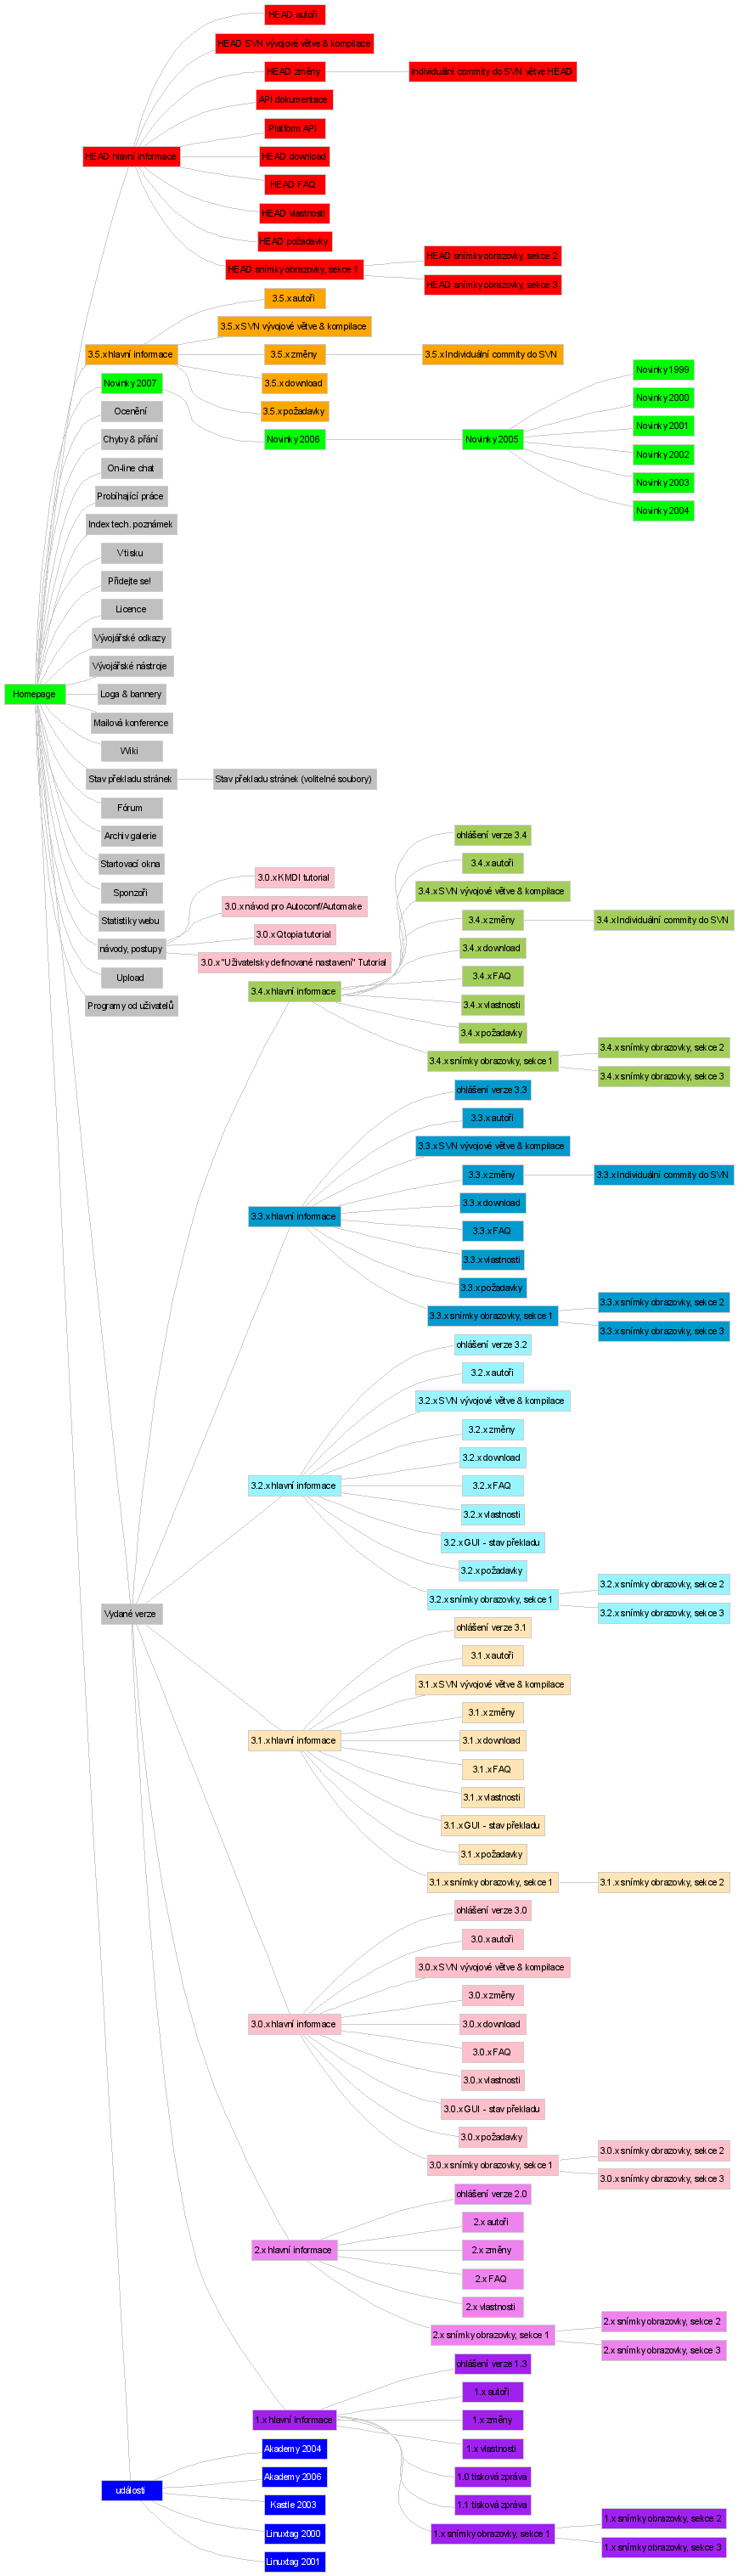 HEAD autoři
HEAD SVN vývojové větve & kompilace
HEAD změny
Individuální commity do SVN větve HEAD
API dokumentace
Platform API
HEAD hlavní informace
HEAD download
HEAD FAQ
HEAD vlastnosti
HEAD požadavky
HEAD snímky obrazovky, sekce 1
HEAD snímky obrazovky, sekce 2
HEAD snímky obrazovky, sekce 3
3.5.x autoři
3.5.x SVN vývojové větve & kompilace
3.5.x hlavní informace
3.5.x změny
3.5.x Individuální commity do SVN
3.5.x download
3.5.x požadavky
Novinky 2007
Novinky 2006
Novinky 2005
Novinky 1999
Novinky 2000
Novinky 2001
Novinky 2002
Novinky 2003
Novinky 2004
Ocenění
Chyby & přání
On-line chat
Probíhající práce
Index tech. poznámek
V tisku
Přidejte se!
Licence
Vývojářské odkazy
Vývojářské nástroje
Homepage
Loga & bannery
Mailová konference
Wiki
Stav překladu stránek
Stav překladu stránek (volitelné soubory)
Fórum
Archiv galerie
Startovací okna
Sponzoři
Statistiky webu
návody, postupy
Upload
Programy od uživatelů
3.0.x KMDI tutorial
3.0.x návod pro Autoconf/Automake
3.0.x Qtopia tutorial
3.0.x "Uživatelsky definované nastavení" Tutorial
ohlášení verze 3.4
3.4.x autoři
3.4.x SVN vývojové větve & kompilace
3.4.x změny
3.4.x Individuální commity do SVN
3.4.x download
3.4.x FAQ
3.4.x hlavní informace
3.4.x vlastnosti
3.4.x požadavky
3.4.x snímky obrazovky, sekce 1
3.4.x snímky obrazovky, sekce 2
3.4.x snímky obrazovky, sekce 3
ohlášení verze 3.3
3.3.x autoři
3.3.x SVN vývojové větve & kompilace
3.3.x změny
3.3.x Individuální commity do SVN
3.3.x download
3.3.x hlavní informace
3.3.x FAQ
3.3.x vlastnosti
3.3.x požadavky
3.3.x snímky obrazovky, sekce 1
3.3.x snímky obrazovky, sekce 2
3.3.x snímky obrazovky, sekce 3
ohlášení verze 3.2
3.2.x autoři
3.2.x SVN vývojové větve & kompilace
3.2.x změny
3.2.x download
3.2.x hlavní informace
3.2.x FAQ
3.2.x vlastnosti
3.2.x GUI - stav překladu
3.2.x požadavky
3.2.x snímky obrazovky, sekce 1
3.2.x snímky obrazovky, sekce 2
3.2.x snímky obrazovky, sekce 3
Vydané verze
ohlášení verze 3.1
3.1.x autoři
3.1.x SVN vývojové větve & kompilace
3.1.x změny
3.1.x hlavní informace
3.1.x download
3.1.x FAQ
3.1.x vlastnosti
3.1.x GUI - stav překladu
3.1.x požadavky
3.1.x snímky obrazovky, sekce 1
3.1.x snímky obrazovky, sekce 2
ohlášení verze 3.0
3.0.x autoři
3.0.x SVN vývojové větve & kompilace
3.0.x změny
3.0.x hlavní informace
3.0.x download
3.0.x FAQ
3.0.x vlastnosti
3.0.x GUI - stav překladu
3.0.x požadavky
3.0.x snímky obrazovky, sekce 1
3.0.x snímky obrazovky, sekce 2
3.0.x snímky obrazovky, sekce 3
ohlášení verze 2.0
2.x autoři
2.x hlavní informace
2.x změny
2.x FAQ
2.x vlastnosti
2.x snímky obrazovky, sekce 1
2.x snímky obrazovky, sekce 2
2.x snímky obrazovky, sekce 3
ohlášení verze 1.3
1.x autoři
1.x hlavní informace
1.x změny
1.x vlastnosti
1.0 tisková zpráva
1.1 tisková zpráva
1.x snímky obrazovky, sekce 1
1.x snímky obrazovky, sekce 2
1.x snímky obrazovky, sekce 3
události
Akademy 2004
Akademy 2006
Kastle 2003
Linuxtag 2000
Linuxtag 2001